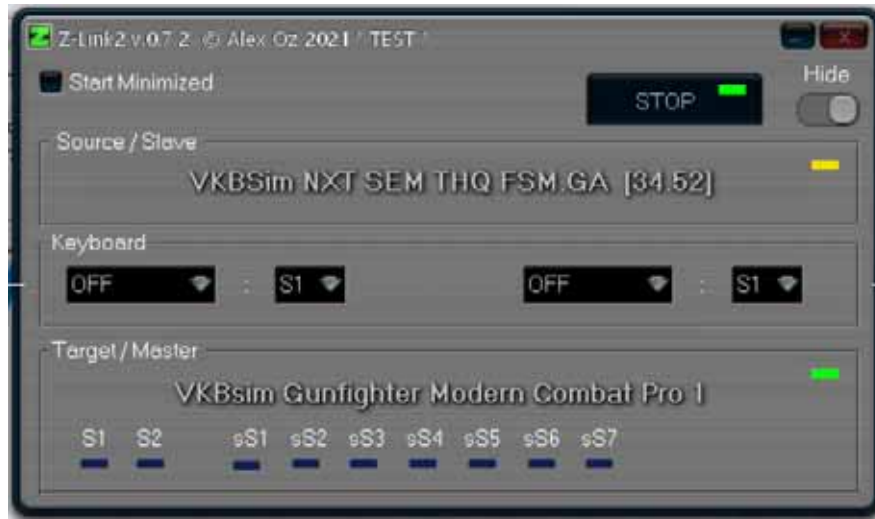 Z-Link2 v.0.7.2 © Alex Oz 2021 ' TEST '
Start Minimized
STOP
Hide
Source / Slave
VKBSim NXT SEM THQ FSM.GA [34.52]
Keyboard
OFF : S1 OFF : S1
Target / Master
VKBsim Gunfighter Modern Combat Pro 1
S1 S2 sS1 sS2 sS3 sS4 sS5 sS6 sS7